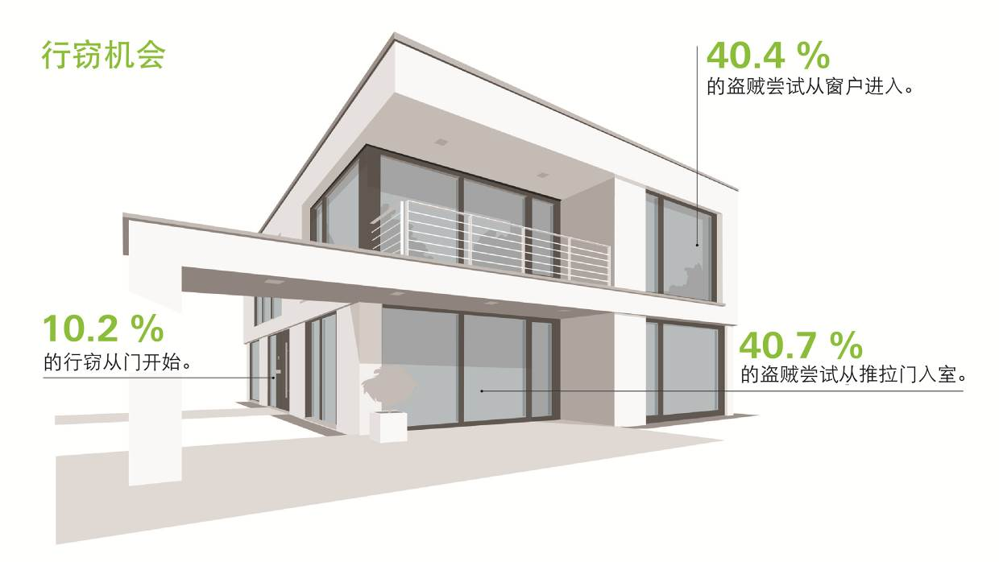 行窃机会
40.4 %
的盗贼尝试从窗户进入。
10.2 %
的行窃从门开始。
40.7 %
的盗贼尝试从推拉门入室。